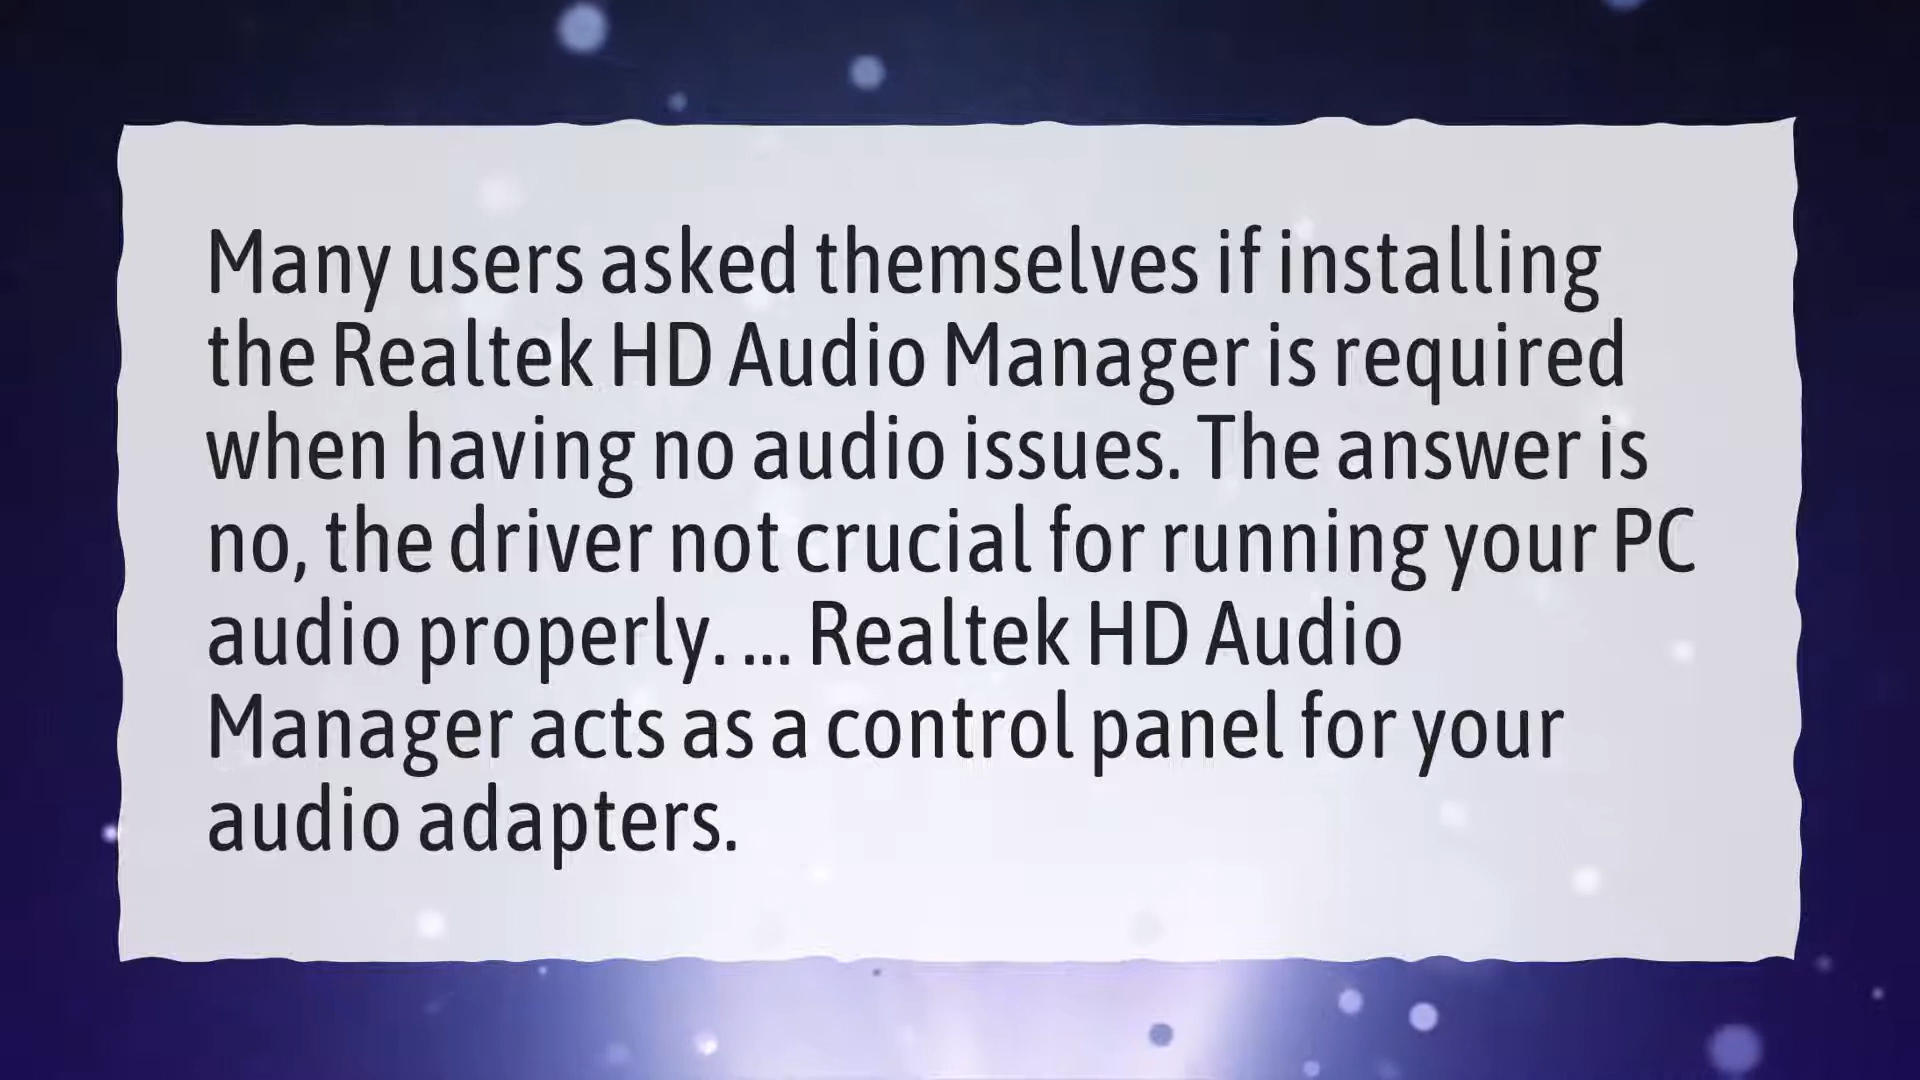 Many users asked themselves if installing
the Realtek HD Audio Manager is required
when having no audio issues. The answer is
no, the driver not crucial for running your PC
audio properly. ... Realtek HD Audio
Manager acts as a control panel for your
audio adapters.